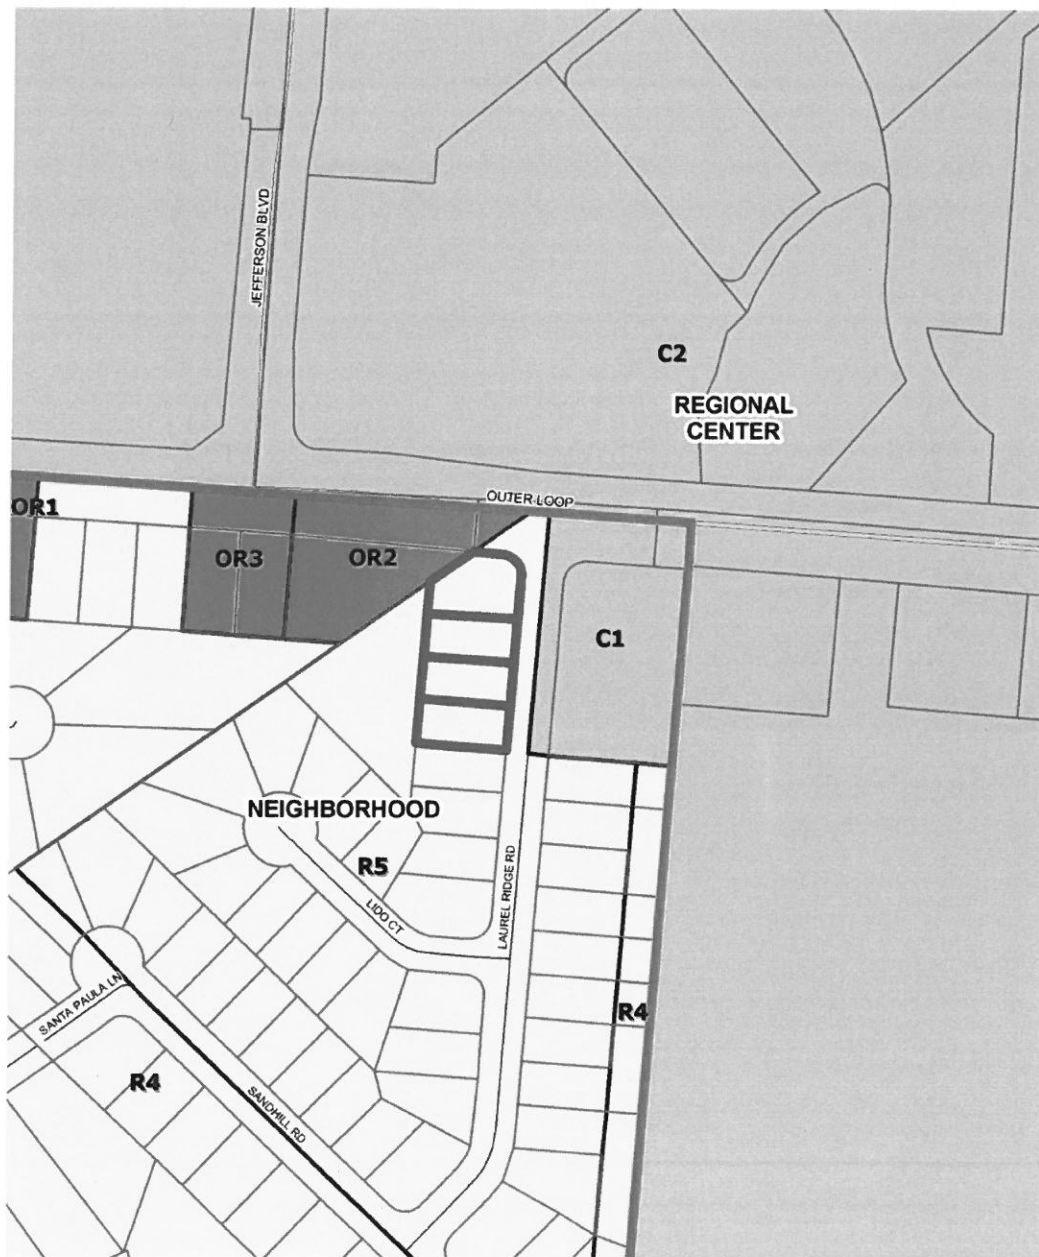 JEFFERSON BLVD
C2
REGIONAL
CENTER
OUTER LOOP
OR1
OR3
OR2
C1
NEIGHBORHOOD
R5
LIDO CT
LAUREL RIDGE RD
SANTA PAULA LN
R4
R4
SANDHILL RD